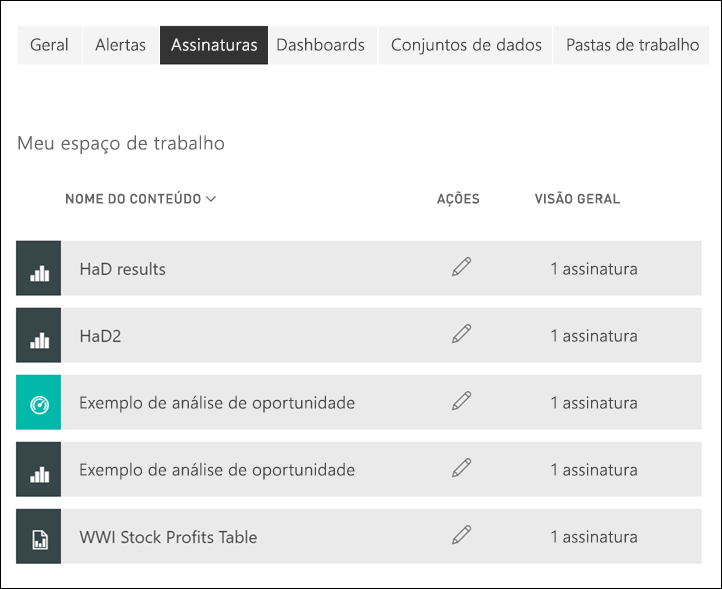 Geral Alertas Assinaturas Dashboards Conjuntos de dados Pastas de trabalho
Meu espaço de trabalho
NOME DO CONTEÚDO AÇÕES VISÃO GERAL
HaD results 1 assinatura
HaD2 1 assinatura
Exemplo de análise de oportunidade 1 assinatura
Exemplo de análise de oportunidade 1 assinatura
WWI Stock Profits Table 1 assinatura